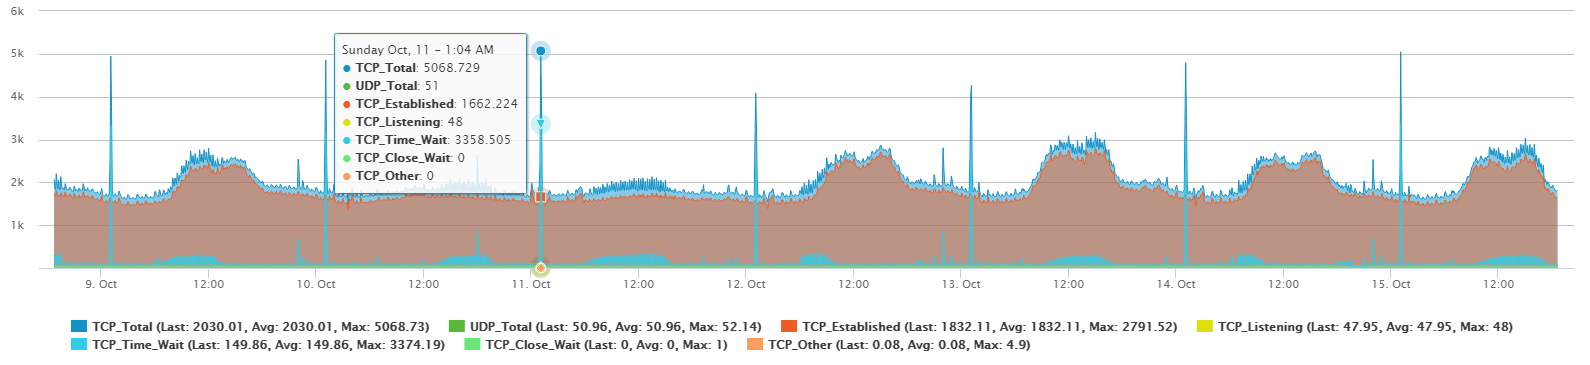 6k
5k
4k
3k
2k
1k
Sunday Oct, 11 - 1:04 AM
TCP_Total: 5068.729
UDP_Total: 51
TCP_Established: 1662.224
TCP_Listening: 48
TCP_Time_Wait: 3358.505
TCP_Close_Wait: 0
TCP_Other: 0
9. Oct 12:00 10. Oct 12:00 11. Oct 12:00 12. Oct 12:00 13. Oct 12:00 14. Oct 12:00 15. Oct 12:00
TCP_Total (Last: 2030.01, Avg: 2030.01, Max: 5068.73) UDP_Total (Last: 50.96, Avg: 50.96, Max: 52.14) TCP_Established (Last: 1832.11, Avg: 1832.11, Max: 2791.52) TCP_Listening (Last: 47.95, Avg: 47.95, Max: 48)
TCP_Time_Wait (Last: 149.86, Avg: 149.86, Max: 3374.19) TCP_Close_Wait (Last: 0, Avg: 0, Max: 1) TCP_Other (Last: 0.08, Avg: 0.08, Max: 4.9)